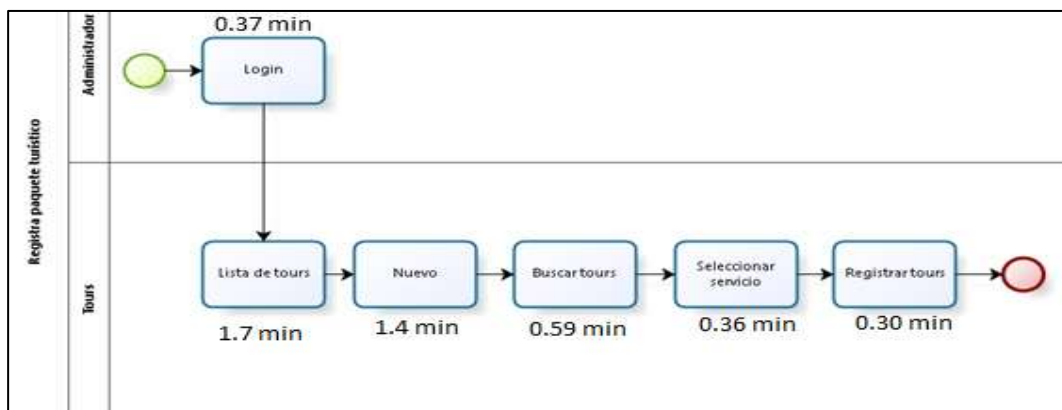 Registra paquete turístico
Administrador
0.37 min
Login
Tours
Lista de tours
Nuevo
Buscar tours
Seleccionar
servicio
Registrar tours
1.7 min
1.4 min
0.59 min
0.36 min
0.30 min